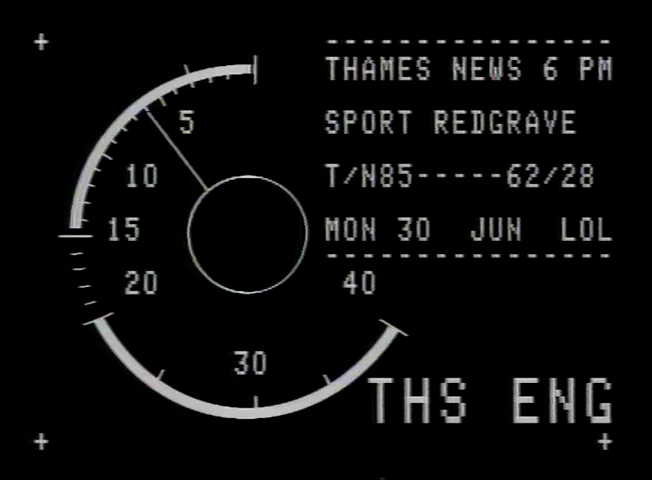 THAMES NEWS 6 PM
SPORT REDGRAVE
T/N85-----62/28
MON 30 JUN LOL
5
10
15
20
30
40
THS ENG